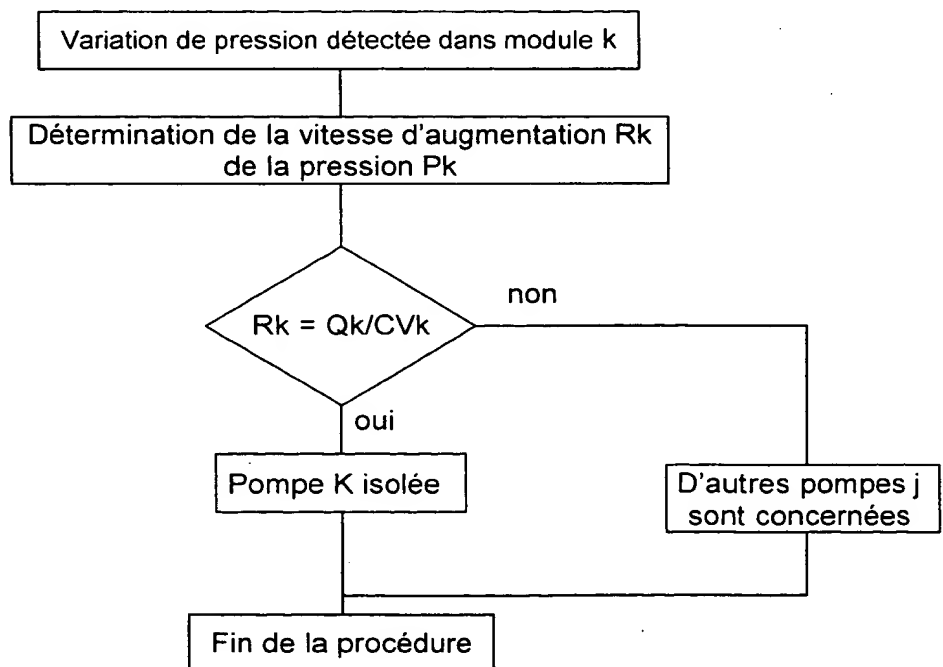 Variation de pression détectée dans module k
Détermination de la vitesse d'augmentation Rk
de la pression Pk
Rk = Qk/CVk
non
oui
Pompe K isolée
D'autres pompes j
sont concernées
Fin de la procédure